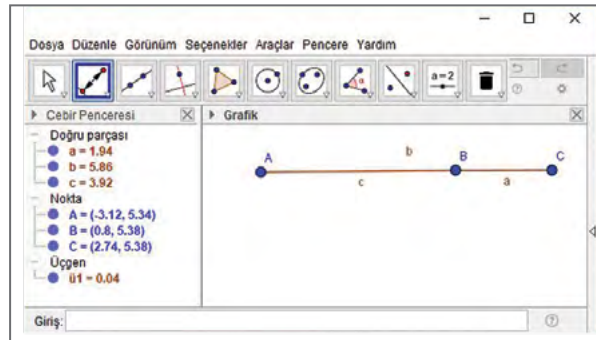 Dosya Düzenle Görünüm Seçenekler Araçlar Pencere Yardım
a=2
Cebir Penceresi
Doğru parçası
a = 1.94
b = 5.86
c = 3.92
Nokta
A = (-3.12, 5.34)
B = (0.8, 5.38)
C = (2.74, 5.38)
Üçgen
ü1 = 0.04
Grafik
A b B C
c a
Giriş: